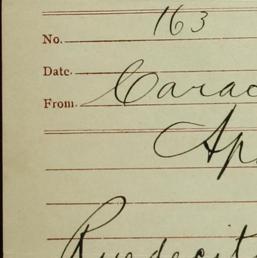 No. 163
Date.
From. Carac
Ap